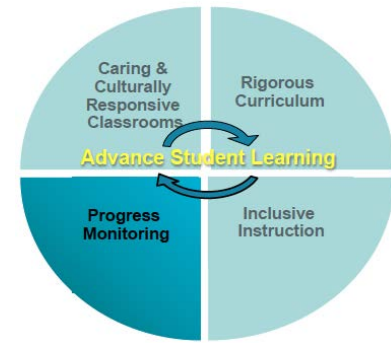 Caring &
Culturally
Responsive
Classrooms
Rigorous
Curriculum
Advance Student Learning
Progress
Monitoring
Inclusive
Instruction